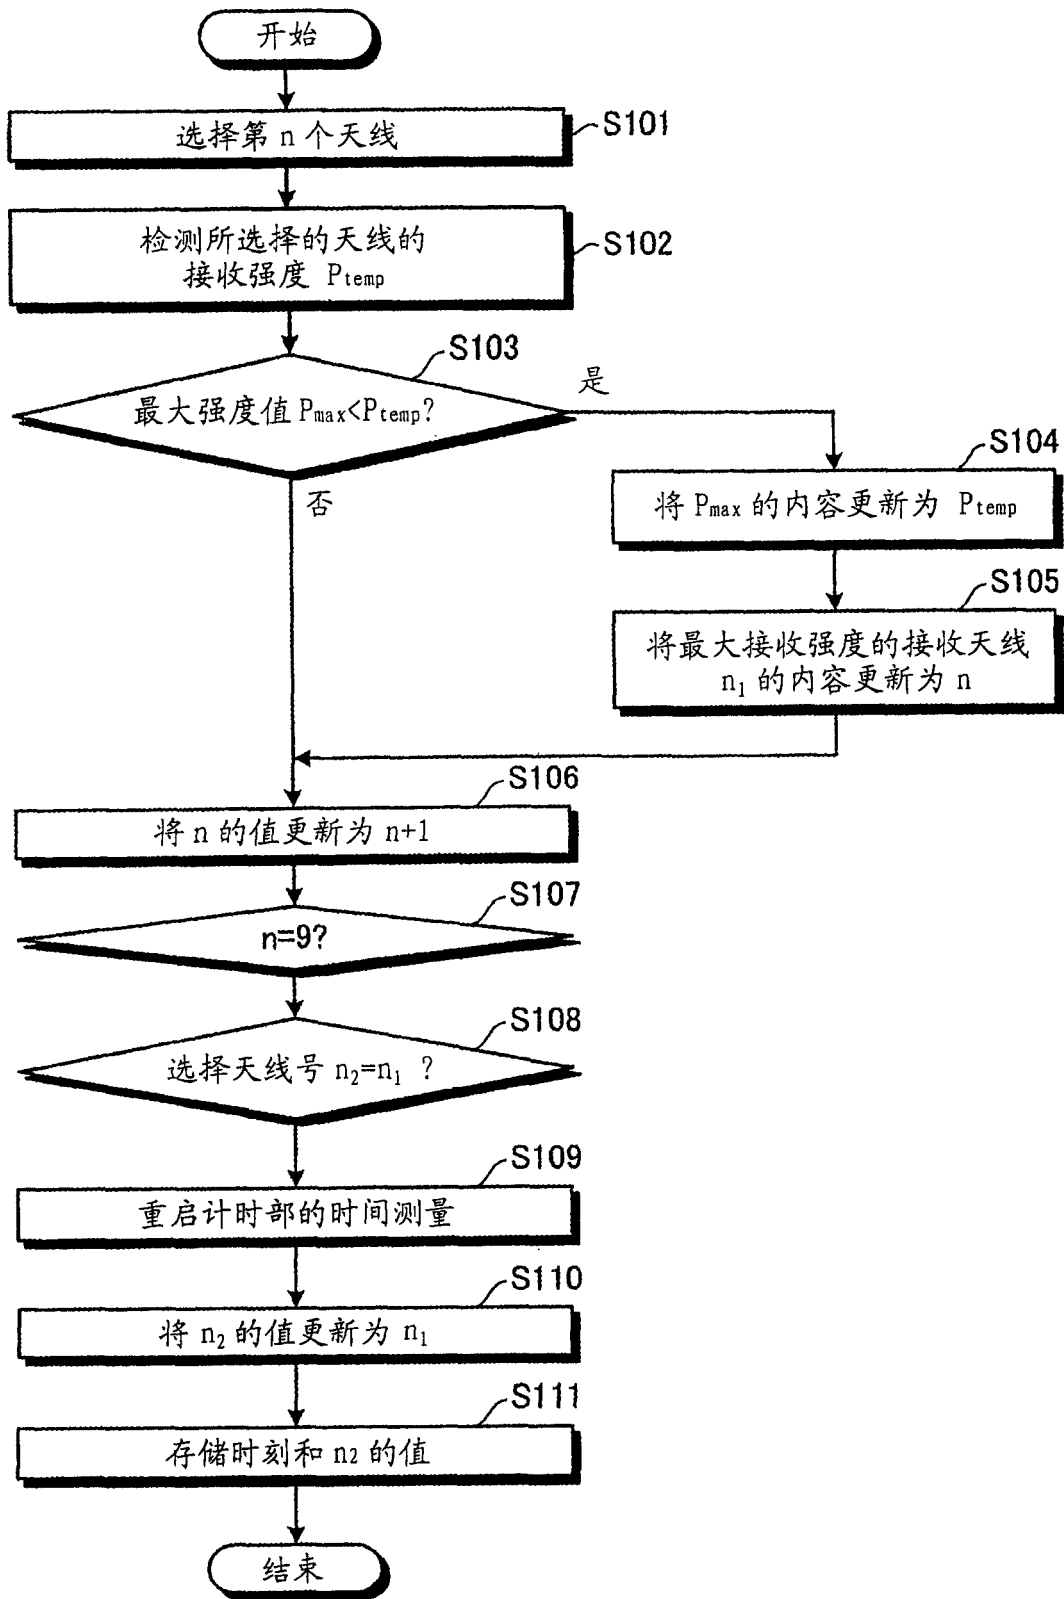 开始
选择第 n 个天线
S101
检测所选择的天线的
接收强度 Ptemp
S102
最大强度值 Pmax<Ptemp?
S103
是
否
将 Pmax 的内容更新为 Ptemp
S104
将最大接收强度的接收天线
n1 的内容更新为 n
S105
将 n 的值更新为 n+1
S106
n=9?
S107
选择天线号 n2=n1 ?
S108
重启计时部的时间测量
S109
将 n2 的值更新为 n1
S110
存储时刻和 n2 的值
S111
结束